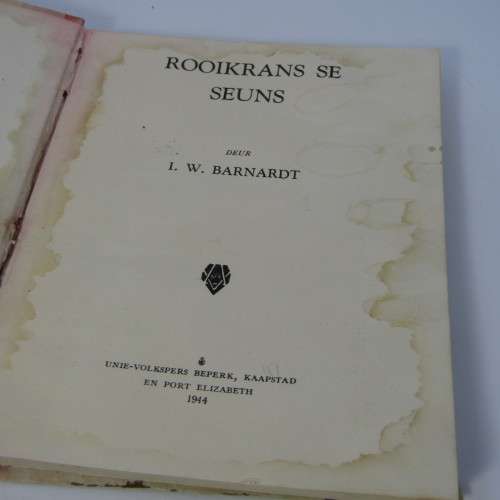 ROOIKRANS SE
SEUNS
DEUR
I. W. BARNARDT
UNIE-VOLKSPERS BEPERK, KAAPSTAD
EN PORT ELIZABETH
1944